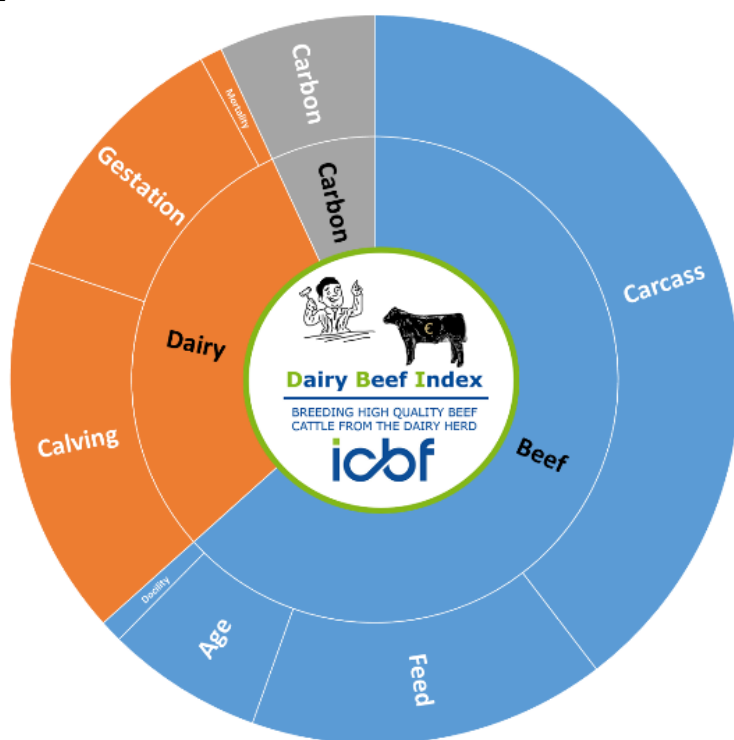 Carbon
Mortality
Gestation
Carbon
Carcass
Dairy
€
Dairy Beef Index
BREEDING HIGH QUALITY BEEF
CATTLE FROM THE DAIRY HERD
icbf
Calving
Beef
Docility
Age
Feed